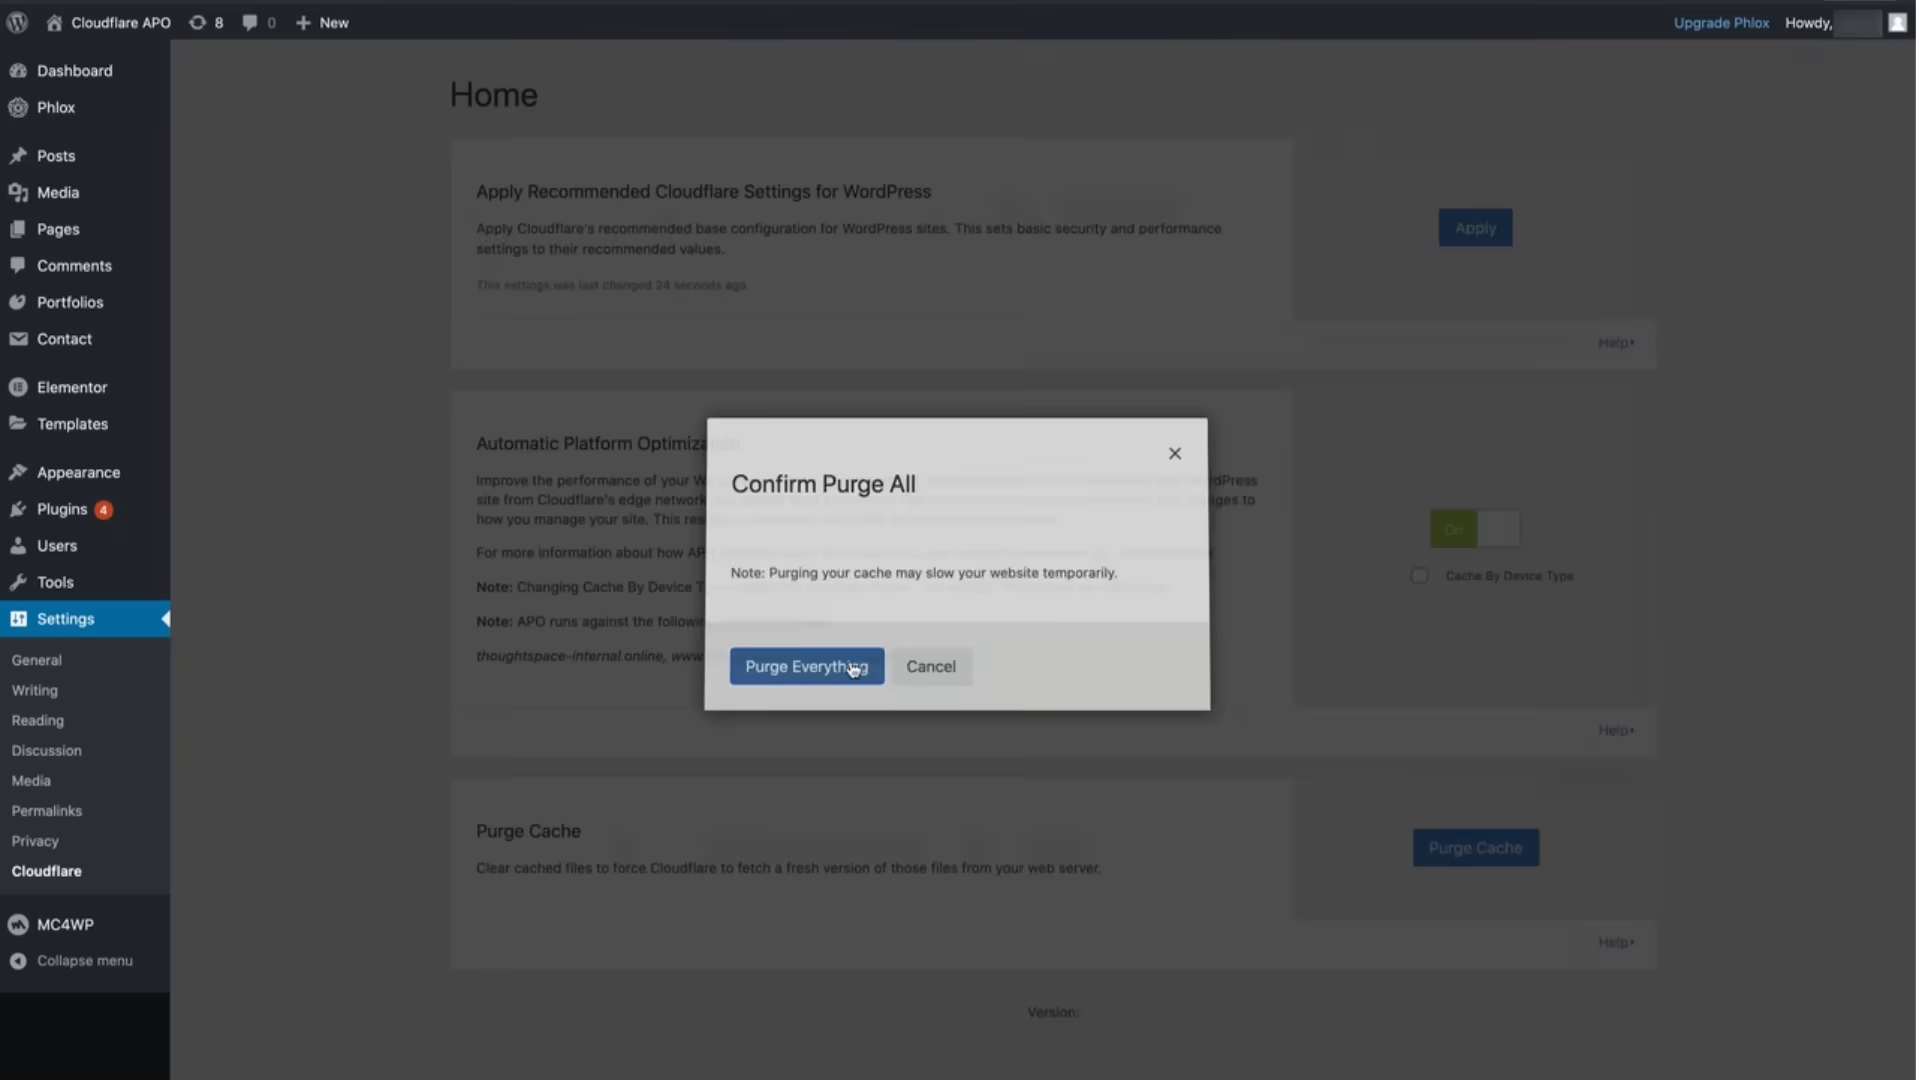 Cloudflare APO
8
0
New
Upgrade Phlox
Howdy,
Dashboard
Phlox
Posts
Media
Pages
Comments
Portfolios
Contact
Elementor
Templates
Appearance
Plugins 4
Users
Tools
Settings
General
Writing
Reading
Discussion
Media
Permalinks
Privacy
Cloudflare
MC4WP
Collapse menu
Home
Apply Recommended Cloudflare Settings for WordPress
Apply Cloudflare's recommended base configuration for WordPress sites. This sets basic security and performance
settings to their recommended values.
This settings was last changed 24 seconds ago
Apply
Help
Automatic Platform
Improve the performance of your
site from Cloudflare's edge network
to
how you manage your site. This
For more information about how
Note: Changing Cache By Device
Note: APO runs against the
thoughtspace-internal.online,
On
Cache By Device Type
Help
Confirm Purge All
Note: Purging your cache may slow your website temporarily.
Purge Everything
Cancel
Purge Cache
Clear cached files to force Cloudflare to fetch a fresh version of those files from your web server.
Purge Cache
Help
Version: